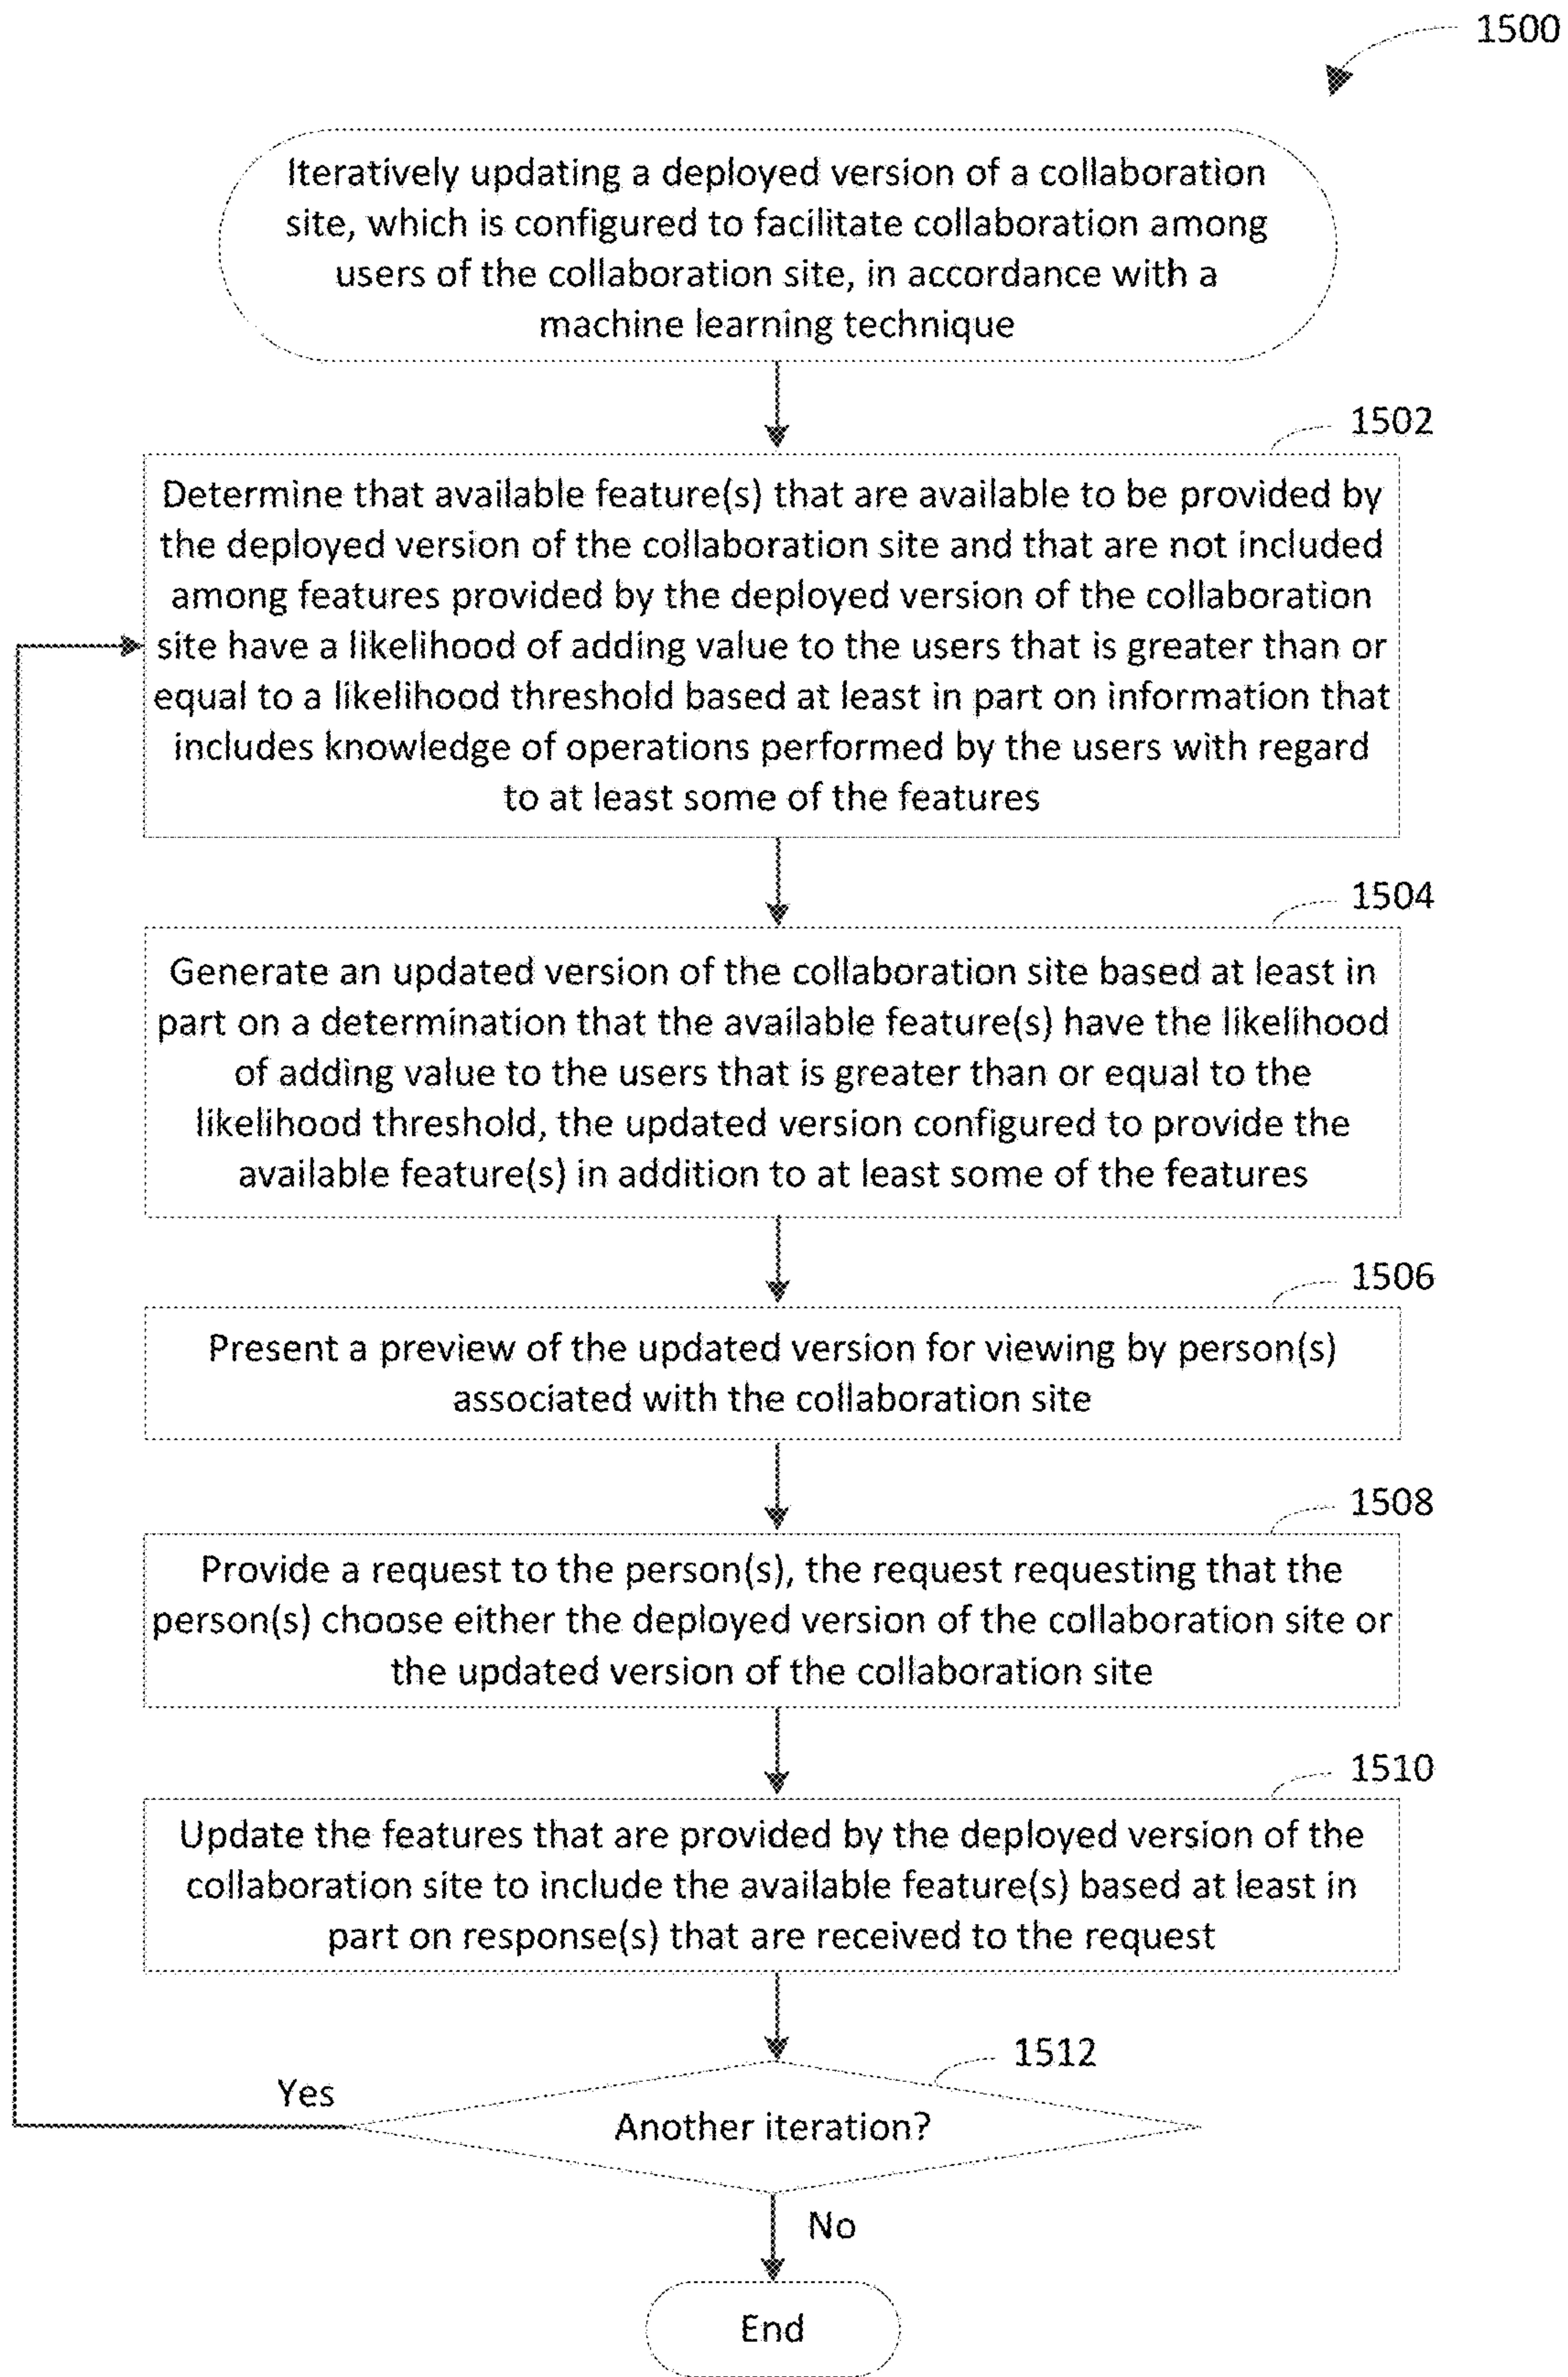 1500
Iteratively updating a deployed version of a collaboration
site, which is configured to facilitate collaboration among
users of the collaboration site, in accordance with a
machine learning technique
1502
Determine that available feature(s) that are available to be provided by
the deployed version of the collaboration site and that are not included
among features provided by the deployed version of the collaboration
site have a likelihood of adding value to the users that is greater than or
equal to a likelihood threshold based at least in part on information that
includes knowledge of operations performed by the users with regard
to at least some of the features
1504
Generate an updated version of the collaboration site based at least in
part on a determination that the available feature(s) have the likelihood
of adding value to the users that is greater than or equal to the
likelihood threshold, the updated version configured to provide the
available feature(s) in addition to at least some of the features
1506
Present a preview of the updated version for viewing by person(s)
associated with the collaboration site
1508
Provide a request to the person(s), the request requesting that the
person(s) choose either the deployed version of the collaboration site or
the updated version of the collaboration site
1510
Update the features that are provided by the deployed version of the
collaboration site to include the available feature(s) based at least in
part on response(s) that are received to the request
1512
Yes
Another iteration?
No
End